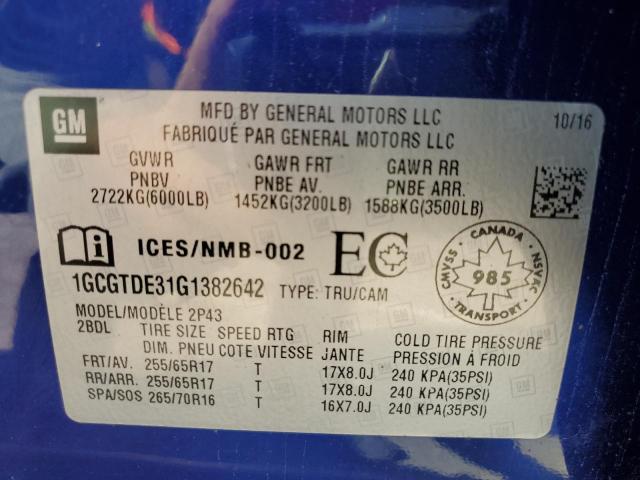 GM
MFD BY GENERAL MOTORS LLC
10/16
FABRIQUÉ PAR GENERAL MOTORS LLC
GVWR GAWR FRT GAWR RR
PNBV PNBE AV. PNBE ARR.
2722KG(6000LB) 1452KG(3200LB) 1588KG(3500LB)
ICES/NMB-002 EC
CMVSS CANADA NSVAC
985
1GCGTDE31G1382642 TYPE: TRU/CAM
MODEL/MODÈLE 2P43
2BDL TIRE SIZE SPEED RTG RIM COLD TIRE PRESSURE
DIM. PNEU COTE VITESSE JANTE PRESSION À FROID
FRT/AV. 255/65R17 T 17X8.0J 240 KPA(35PSI)
RR/ARR. 255/65R17 T 17X8.0J 240 KPA(35PSI)
SPA/SOS 265/70R16 T 16X7.0J 240 KPA(35PSI)